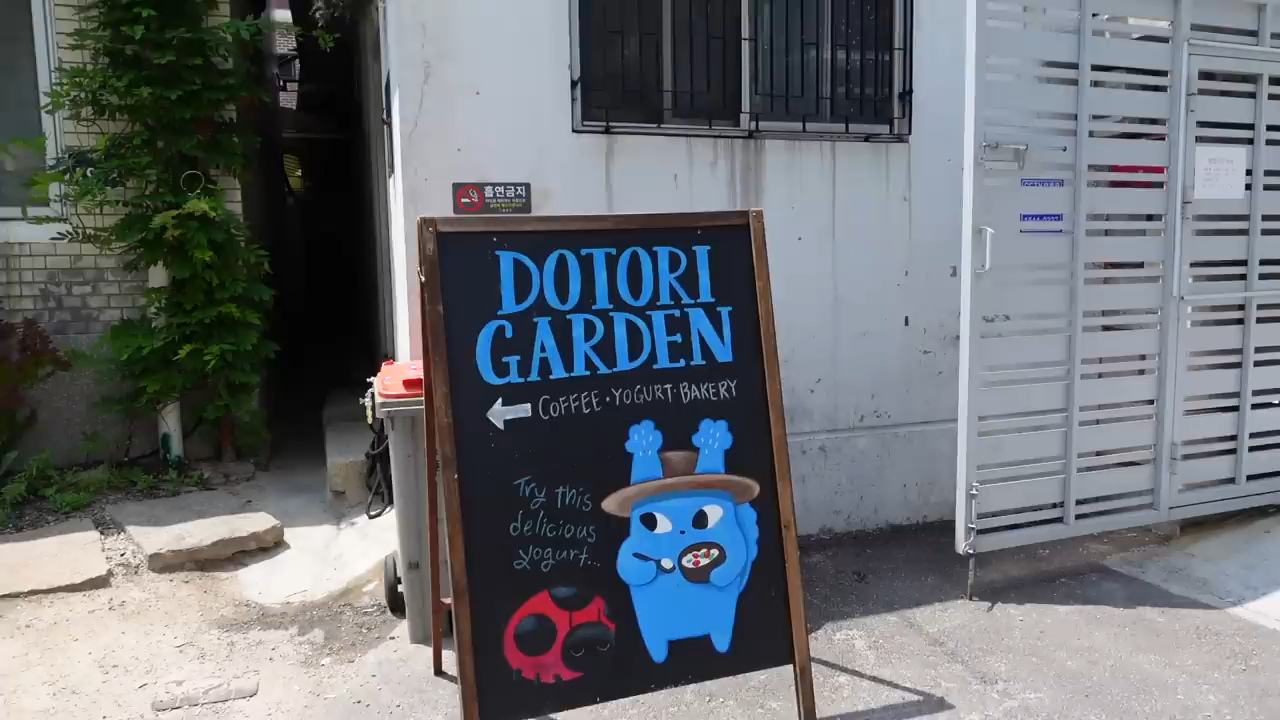 흡연금지
DOTORI
GARDEN
COFFEE·YOGURT·BAKERY
Try this
delicious
yogurt...